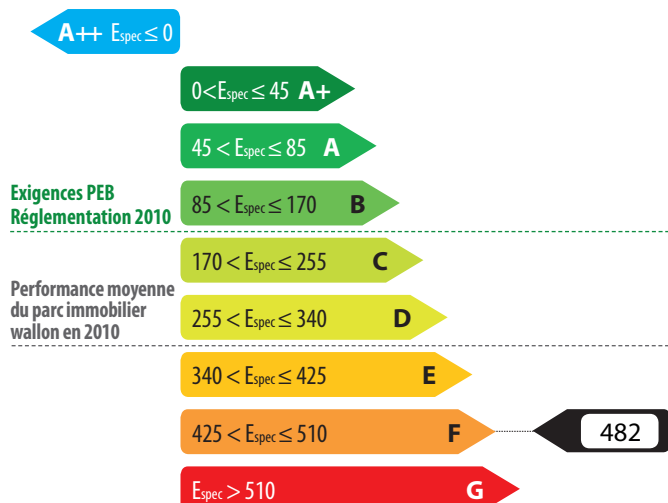 A++ Espec ≤ 0
0<Espec ≤ 45 A+
45 < Espec ≤ 85 A
Exigences PEB
Réglementation 2010
85 < Espec ≤ 170 B
170 < Espec ≤ 255 C
Performance moyenne
du parc immobilier
wallon en 2010
255 < Espec ≤ 340 D
340 < Espec ≤ 425 E
425 < Espec ≤ 510 F
482
Espec > 510 G